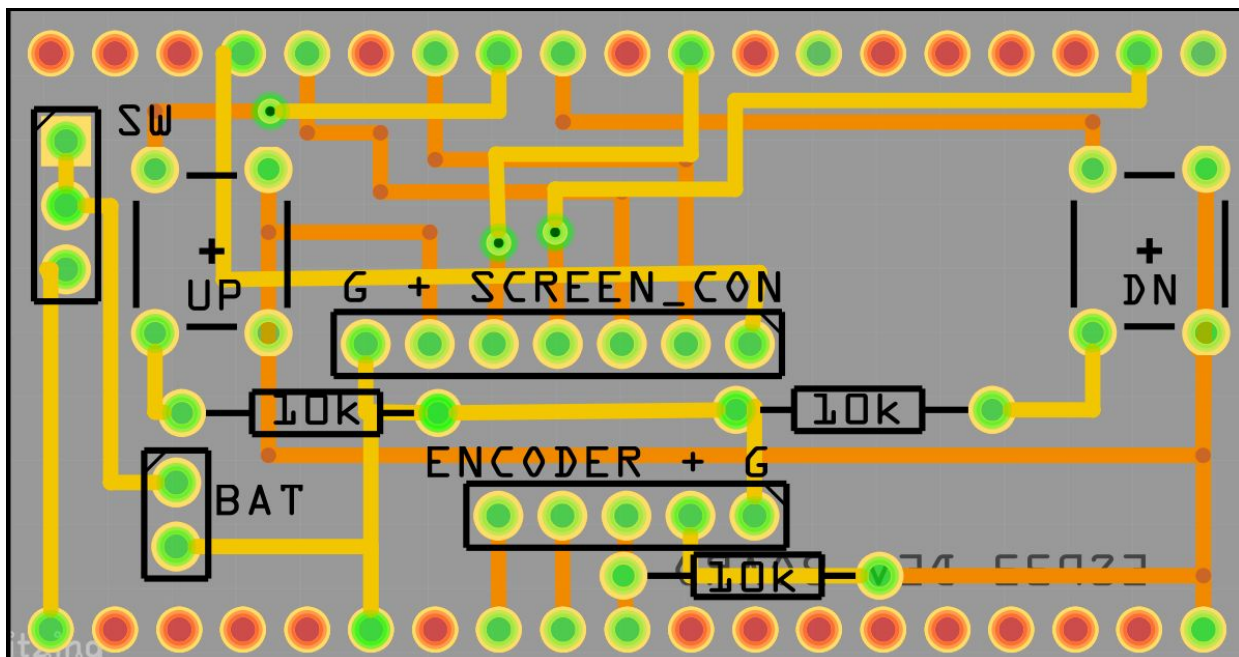 SW
+
UP
G + SCREEN_CON
+
DN
10k
10k
ENCODER + G
BAT
10k